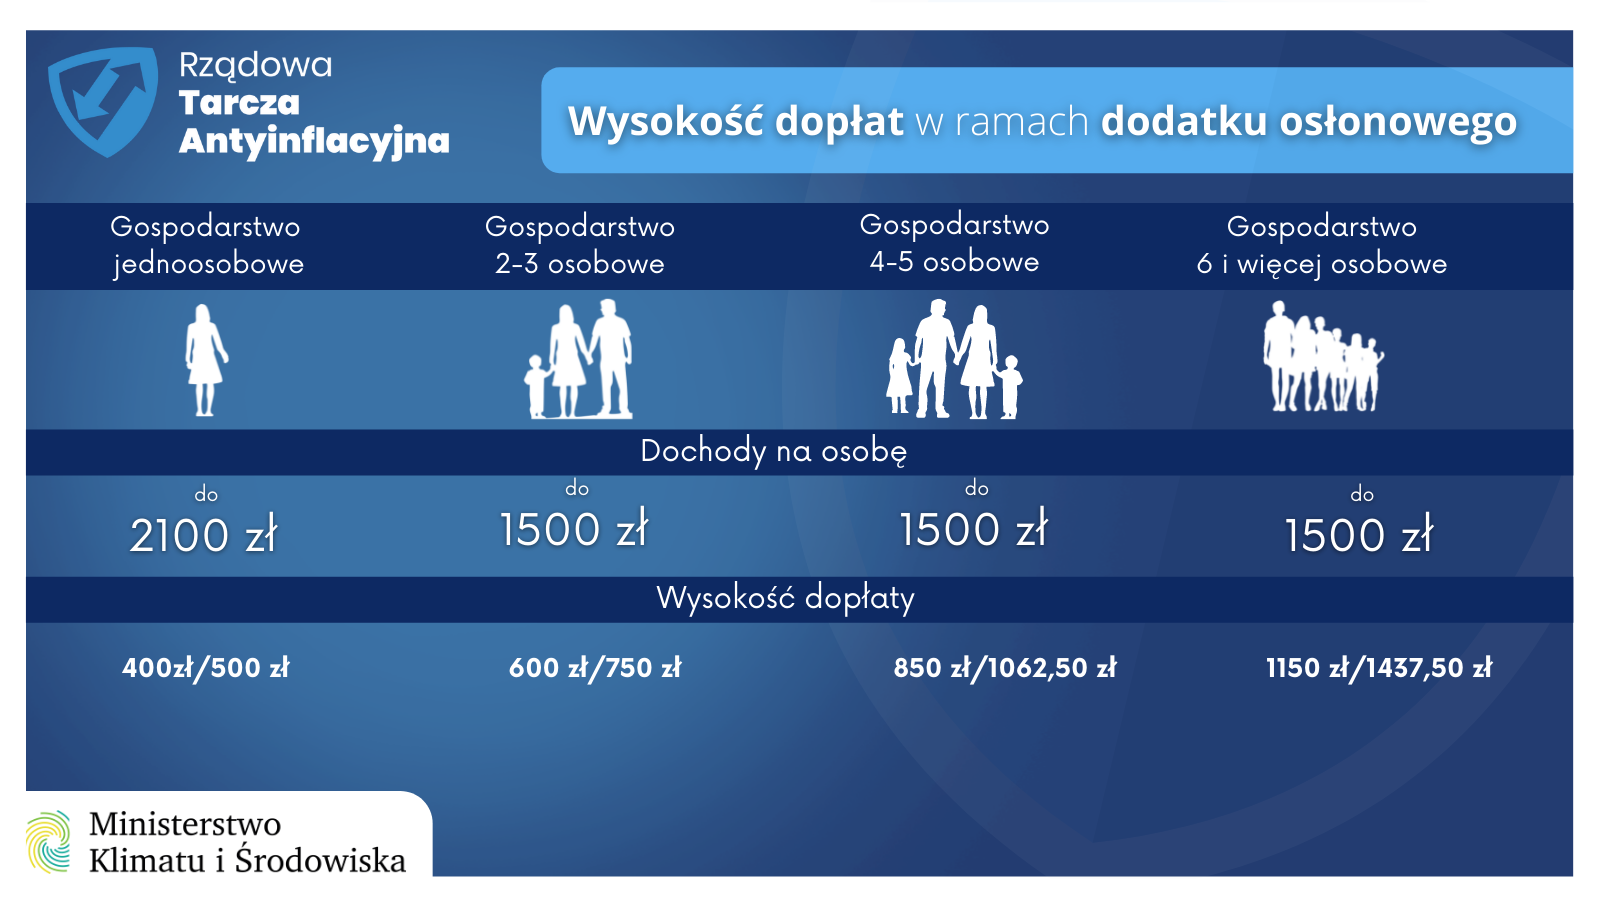 Rządowa
Tarcza
Antyinflacyjna
Wysokość dopłat w ramach dodatku osłonowego
Gospodarstwo
jednoosobowe
Gospodarstwo
2-3 osobowe
Gospodarstwo
4-5 osobowe
Gospodarstwo
6 i więcej osobowe
Dochody na osobę
do
2100 zł
do
1500 zł
do
1500 zł
do
1500 zł
Wysokość dopłaty
400zł/500 zł
600 zł/750 zł
850 zł/1062,50 zł
1150 zł/1437,50 zł
Ministerstwo
Klimatu i Środowiska